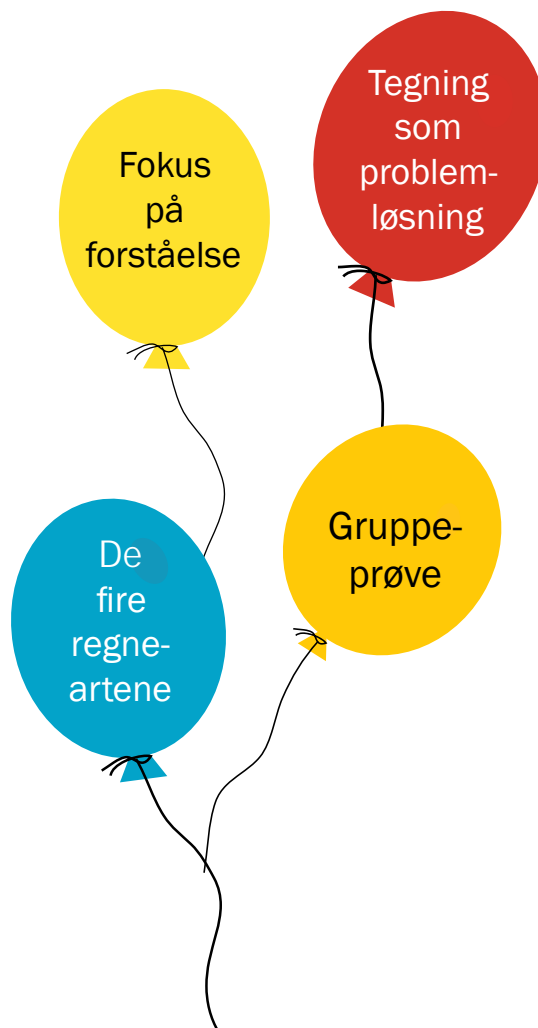 Fokus
på
forståelse
Tegning
som
problem-
løsning
De
fire
regne-
artene
Gruppe-
prøve